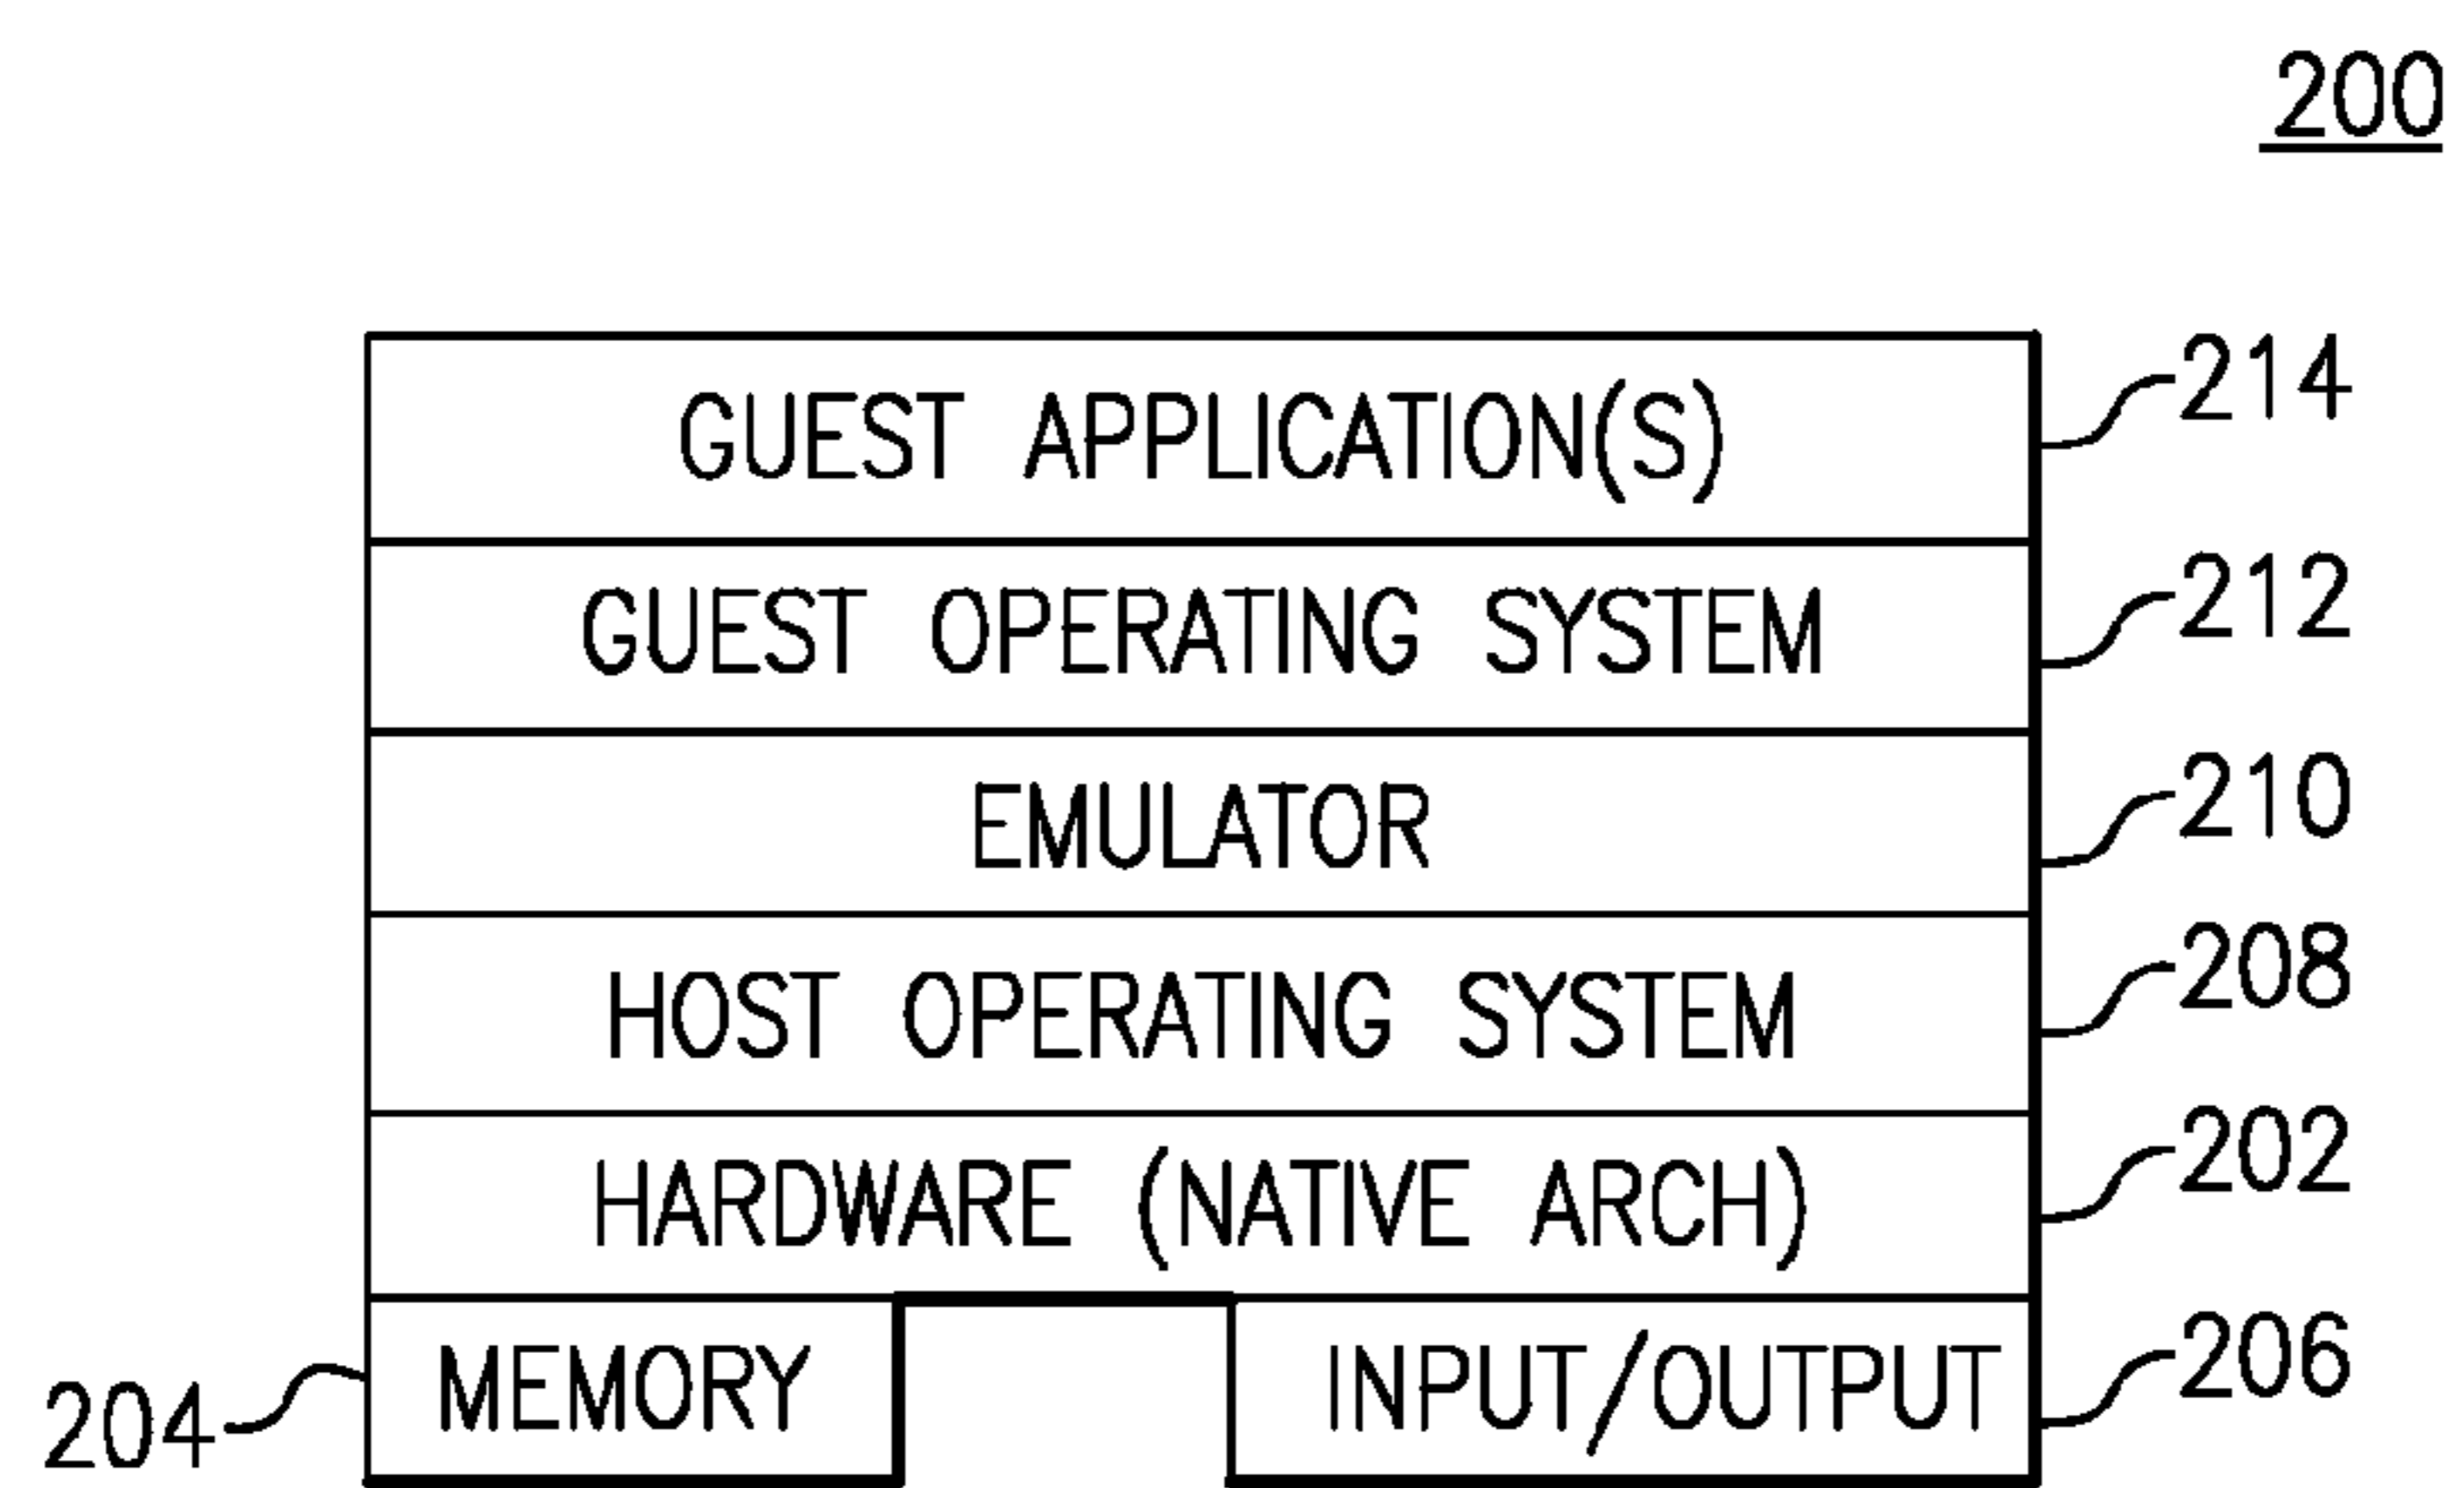 200
GUEST APPLICATION(S) 214
GUEST OPERATING SYSTEM 212
EMULATOR 210
HOST OPERATING SYSTEM 208
HARDWARE (NATIVE ARCH) 202
204 MEMORY INPUT/OUTPUT 206